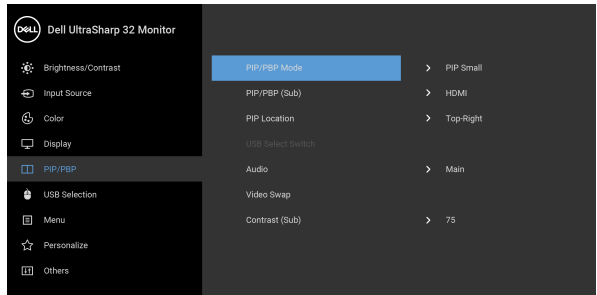 DELL Dell UltraSharp 32 Monitor
Brightness/Contrast PIP/PBP Mode PIP Small
Input Source PIP/PBP (Sub) HDMI
Color PIP Location Top-Right
Display USB Select Switch
PIP/PBP Audio Main
USB Selection Video Swap
Menu Contrast (Sub) 75
Personalize
Others